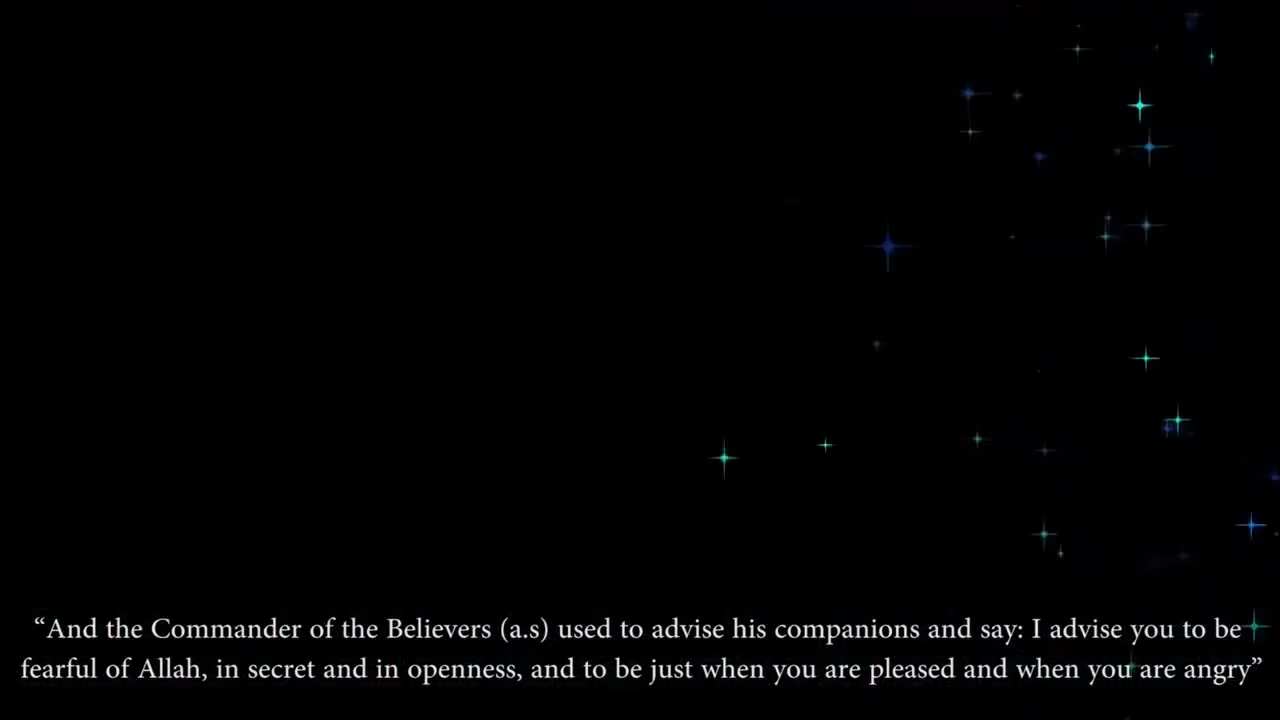 “And the Commander of the Believers (a.s) used to advise his companions and say: I advise you to be
fearful of Allah, in secret and in openness, and to be just when you are pleased and when you are angry”